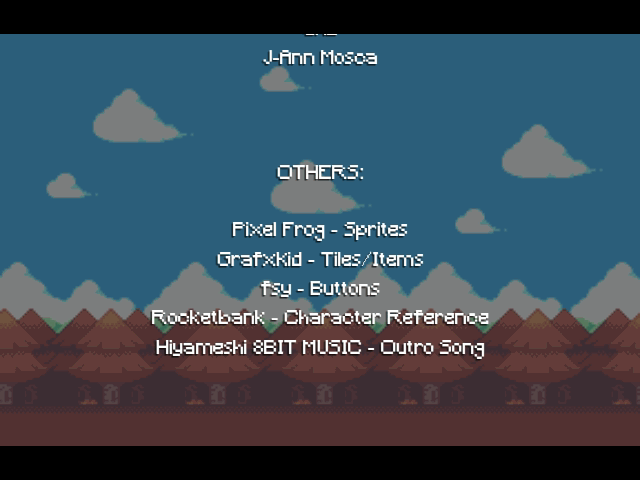 J-Ann Mosca
OTHERS:
Pixel Frog - Sprites
GrafxKid - Tiles/Items
fsy - Buttons
Rocketbank - Character Reference
Hiyameshi 8BIT MUSIC - Outro Song